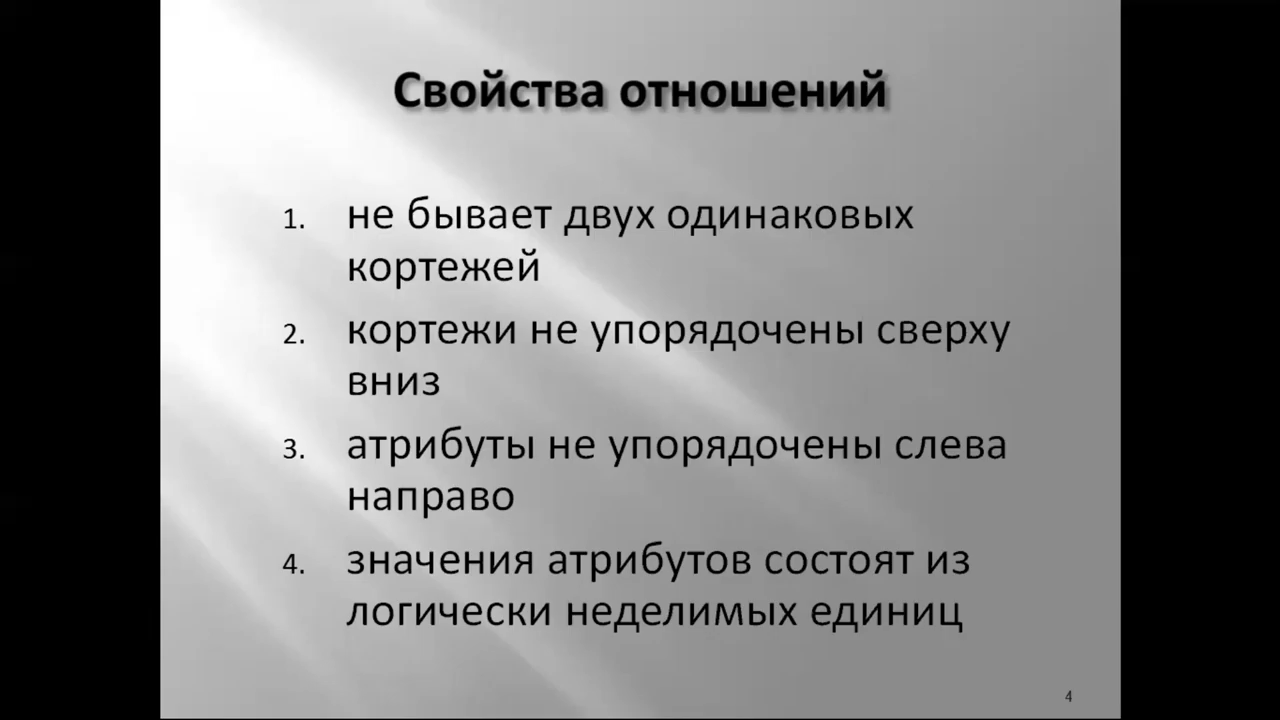 Свойства отношений
1. не бывает двух одинаковых
кортежей
2. кортежи не упорядочены сверху
вниз
3. атрибуты не упорядочены слева
направо
4. значения атрибутов состоят из
логически неделимых единиц
4